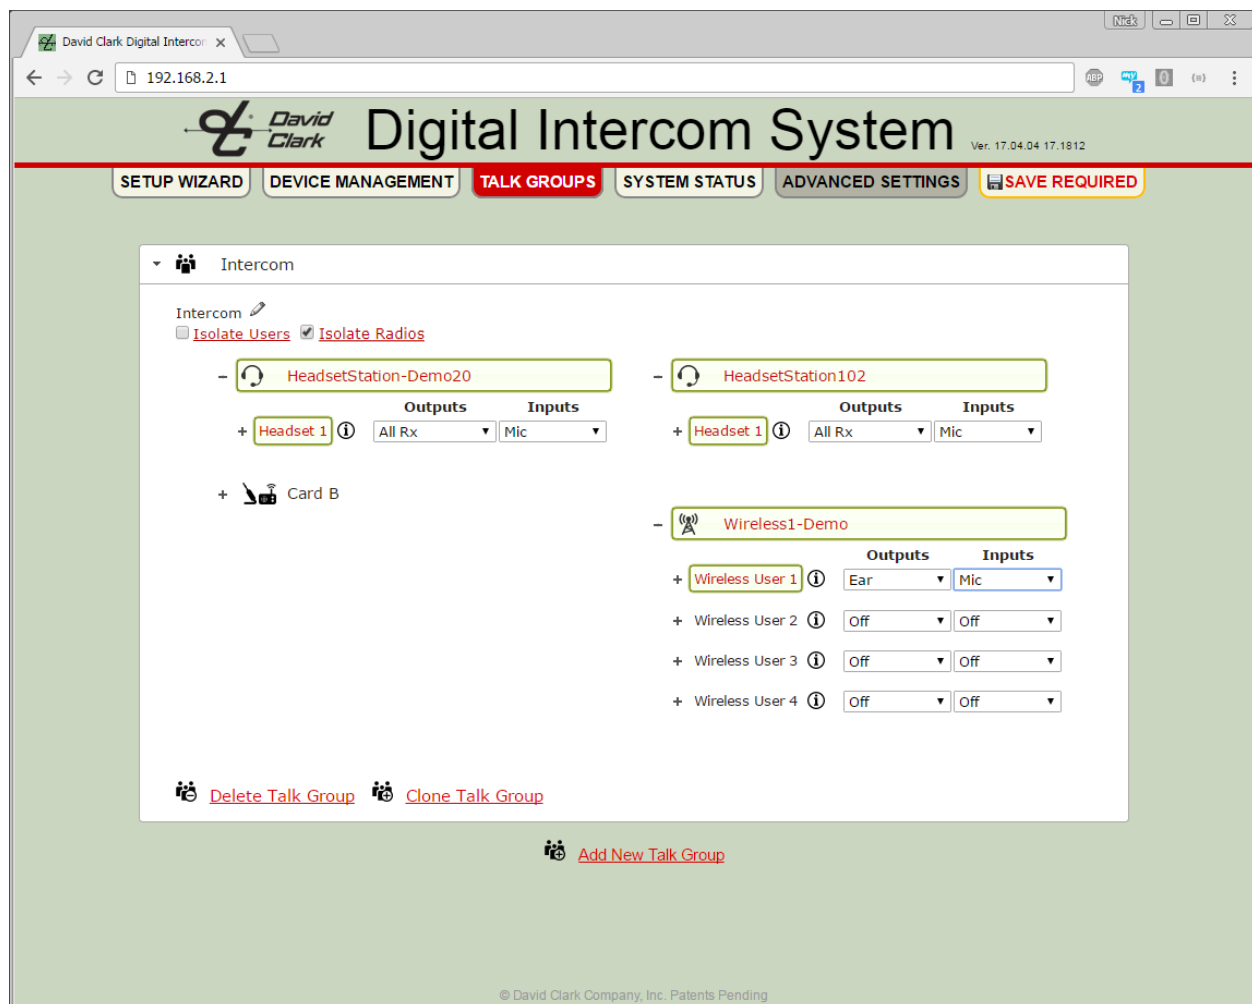 Nick
David Clark Digital Intercon
192.168.2.1
ABP
2
David Clark
Digital Intercom System
Ver. 17.04.04 17.1812
SETUP WIZARD DEVICE MANAGEMENT TALK GROUPS SYSTEM STATUS ADVANCED SETTINGS SAVE REQUIRED
Intercom
Intercom
Isolate Users Isolate Radios
HeadsetStation-Demo20
Outputs Inputs
Headset 1 All Rx Mic
Card B
HeadsetStation102
Outputs Inputs
Headset 1 All Rx Mic
Wireless1-Demo
Outputs Inputs
Wireless User 1 Ear Mic
Wireless User 2 Off Off
Wireless User 3 Off Off
Wireless User 4 Off Off
Delete Talk Group Clone Talk Group
Add New Talk Group
© David Clark Company, Inc. Patents Pending